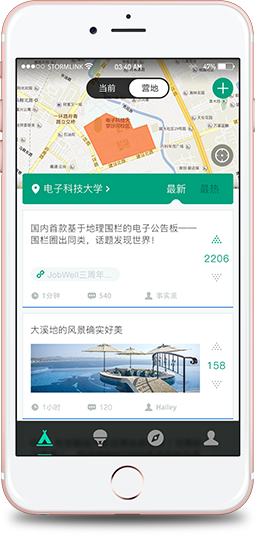 STORMLINK 03:40 AM 47%
当前 营地
电子科技大学 > 最新 最热
国内首款基于地理围栏的电子公告板——
围栏圈出同类，话题发现世界！
2206
JobWell三周年...
1分钟 540 事实派
大溪地的风景确实好美
158
1小时 120 Hailey